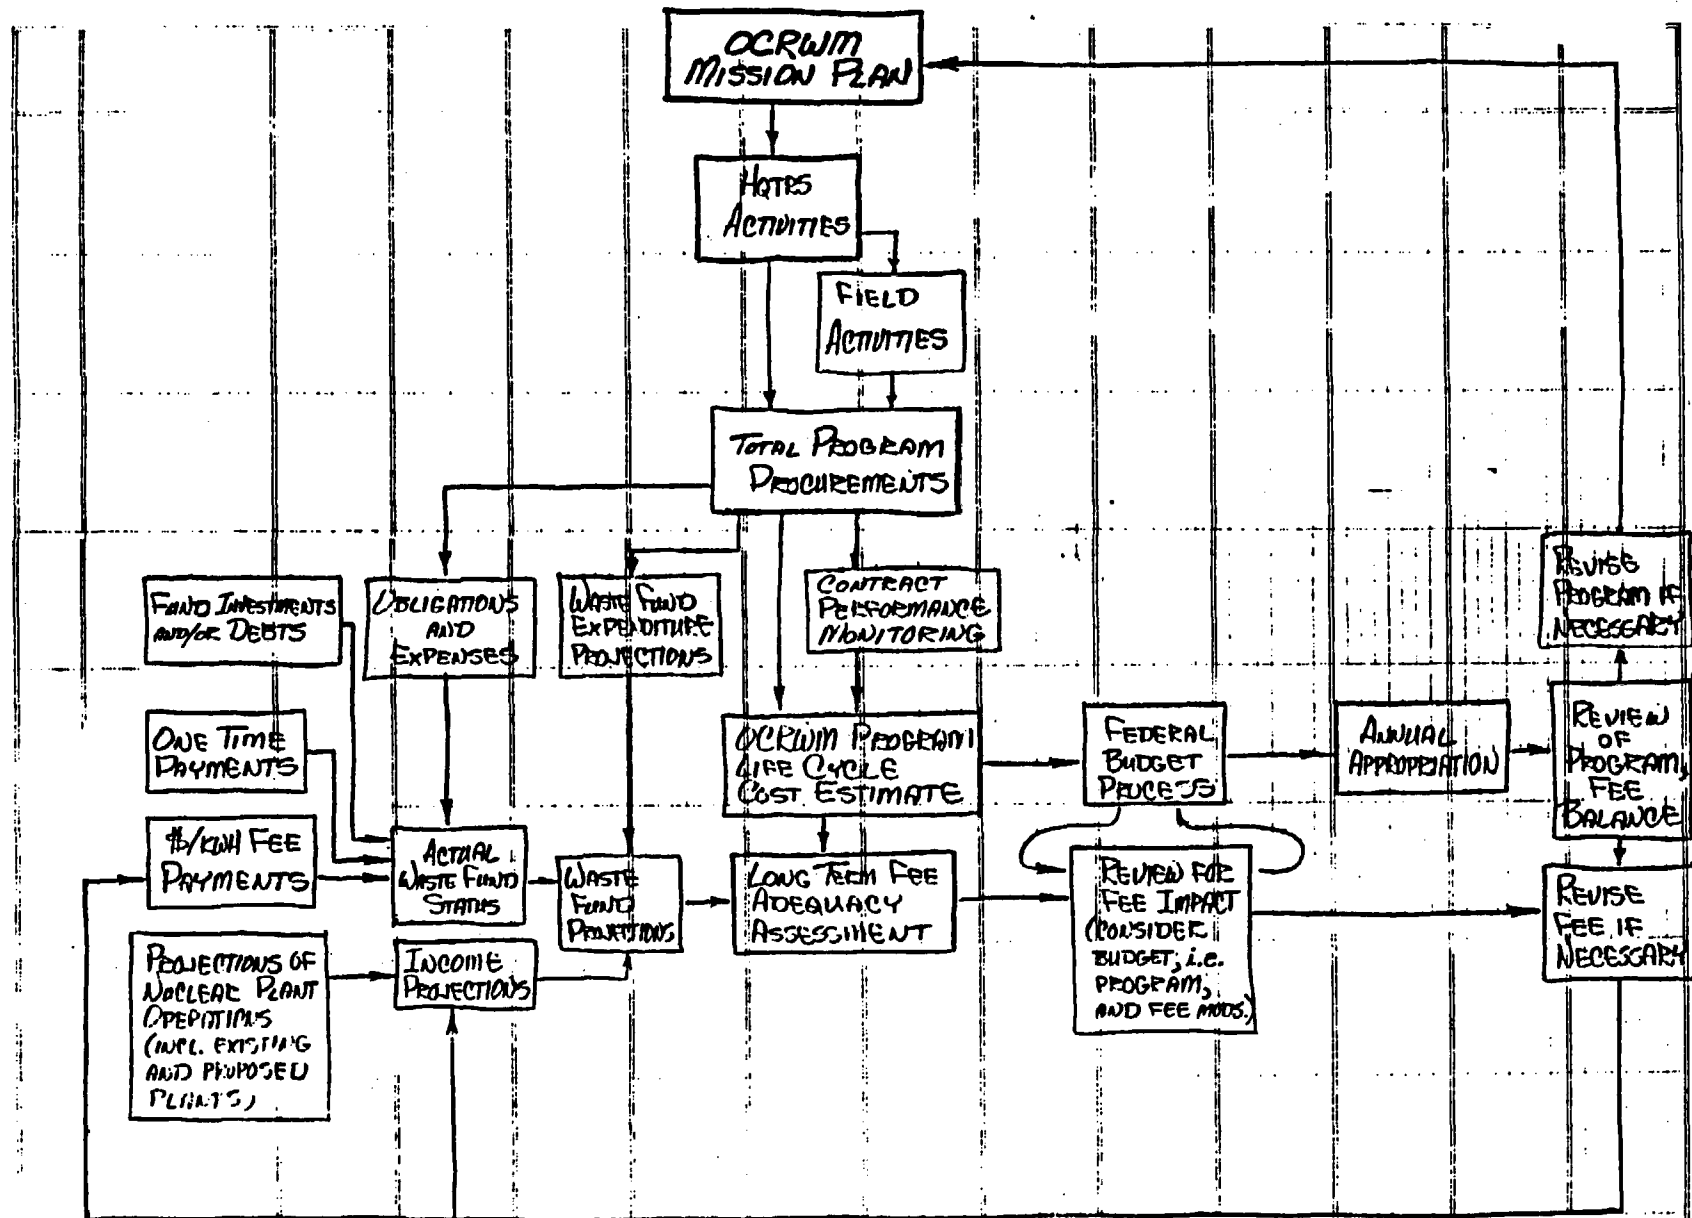 OCRWM
MISSION PLAN
HQTRS
ACTIVITIES
FIELD
ACTIVITIES
TOTAL PROGRAM
PROCUREMENTS
FUND INVESTMENTS
AND/OR DEBTS
OBLIGATIONS
AND
EXPENSES
WASTE FUND
EXPENDITURE
PROJECTIONS
CONTRACT
PERFORMANCE
MONITORING
REVISE
PROGRAM IF
NECESSARY
ONE TIME
PAYMENTS
OCRWM PROGRAM
LIFE CYCLE
COST ESTIMATE
FEDERAL
BUDGET
PROCESS
ANNUAL
APPROPRIATION
REVIEW
OF
PROGRAM,
FEE
BALANCE
$/KWH FEE
PAYMENTS
ACTUAL
WASTE FUND
STATUS
WASTE
FUND
PROJECTIONS
LONG TERM FEE
ADEQUACY
ASSESSMENT
REVIEW FOR
FEE IMPACT
(CONSIDER
BUDGET, i.e.
PROGRAM,
AND FEE MODS.)
REVISE
FEE IF
NECESSARY
PROJECTIONS OF
NUCLEAR PLANT
OPERATIONS
(INCL. EXISTING
AND PROPOSED
PLANTS)
INCOME
PROJECTIONS